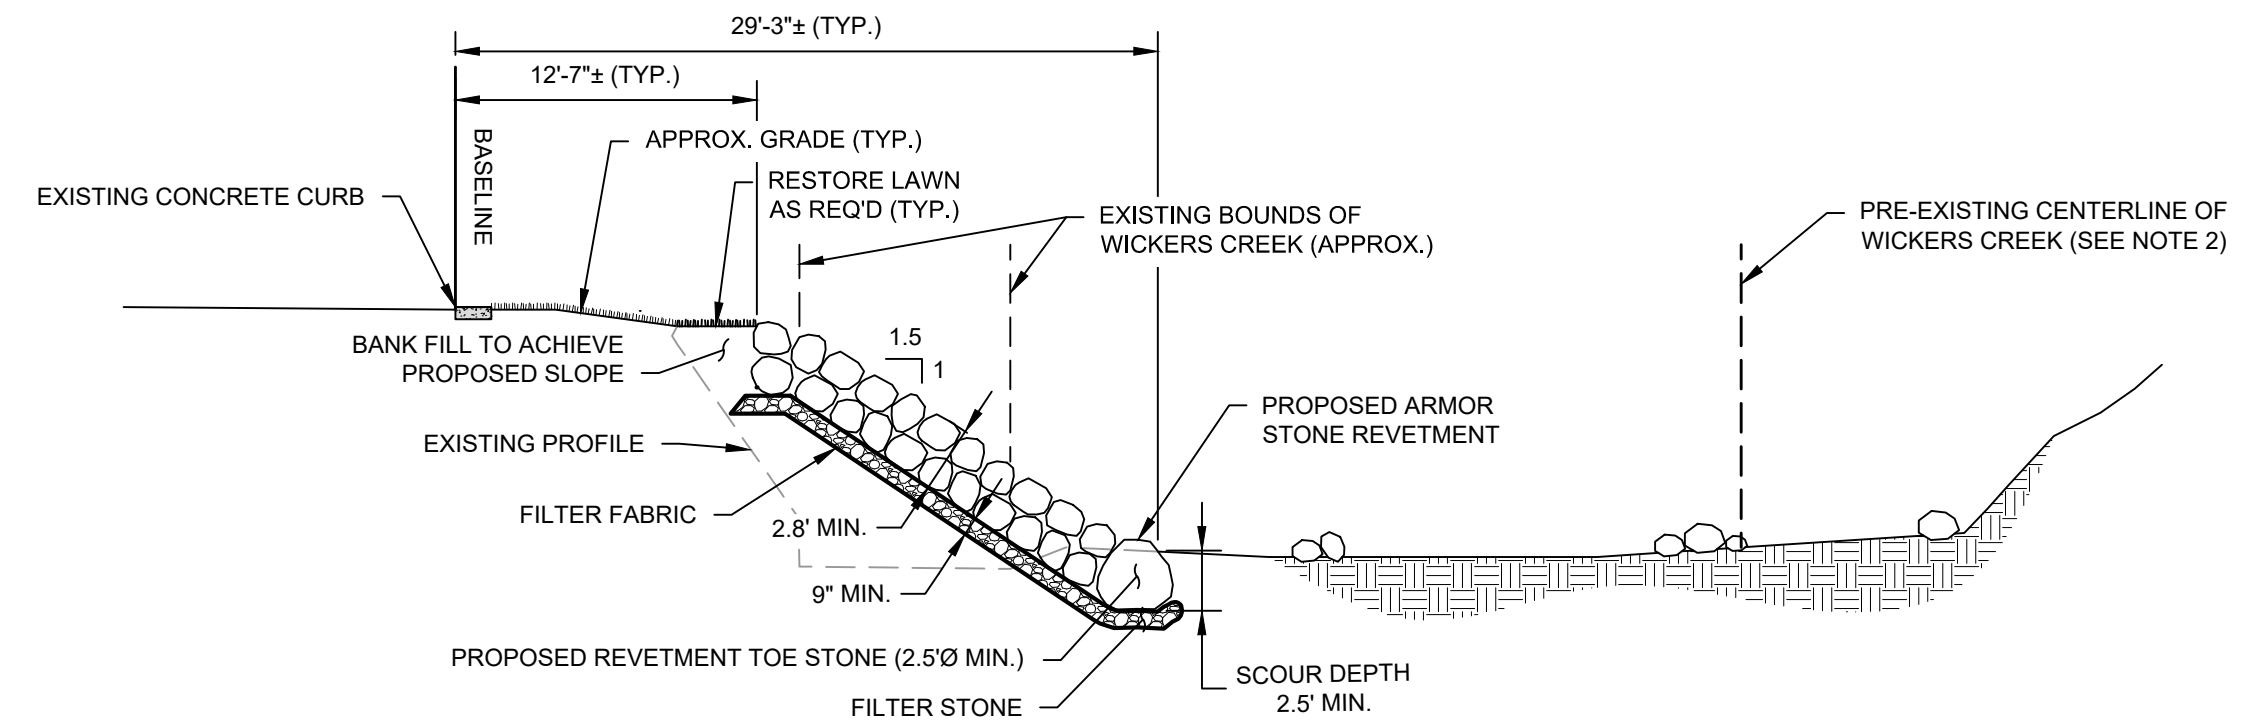 29'-3"± (TYP.)
12'-7"± (TYP.)
BASELINE
APPROX. GRADE (TYP.)
RESTORE LAWN
AS REQ'D (TYP.)
EXISTING CONCRETE CURB
EXISTING BOUNDS OF
WICKERS CREEK (APPROX.)
PRE-EXISTING CENTERLINE OF
WICKERS CREEK (SEE NOTE 2)
BANK FILL TO ACHIEVE
PROPOSED SLOPE
1.5
1
EXISTING PROFILE
PROPOSED ARMOR
STONE REVETMENT
FILTER FABRIC
2.8' MIN.
9" MIN.
PROPOSED REVETMENT TOE STONE (2.5'Ø MIN.)
FILTER STONE
SCOUR DEPTH
2.5' MIN.